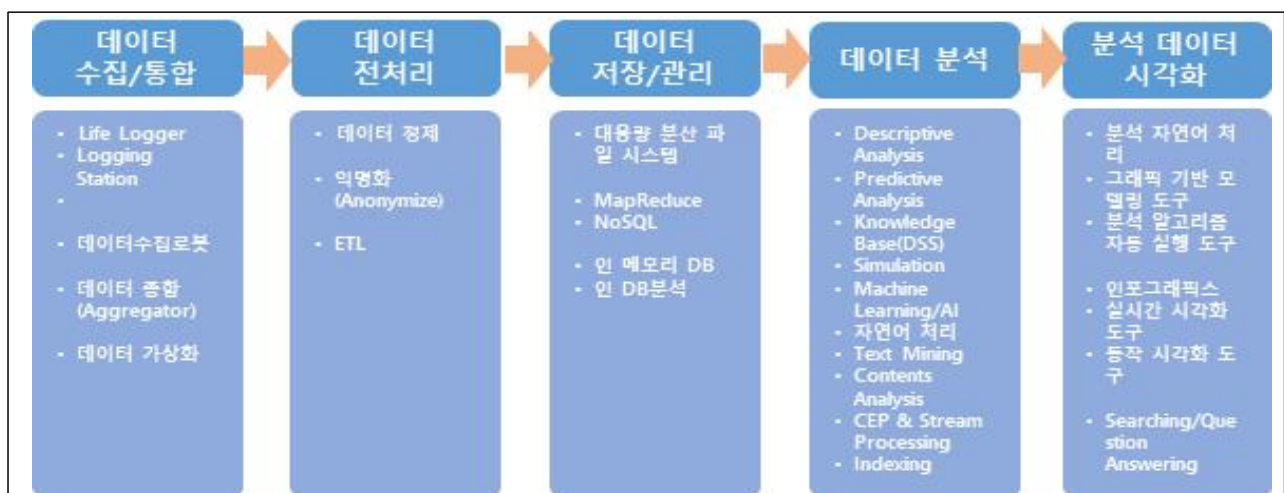 데이터
수집/통합
데이터
전처리
데이터
저장/관리
데이터 분석
분석 데이터
시각화
• Life Logger
• Logging
Station
•
• 데이터수집로봇
• 데이터 종합
(Aggregator)
• 데이터 가상화
• 데이터 정제
• 익명화
(Anonymize)
• ETL
• 대용량 분산 파
일 시스템
• MapReduce
• NoSQL
• 인 메모리 DB
• 인 DB분석
• Descriptive
Analysis
• Predictive
Analysis
• Knowledge
Base(DSS)
• Simulation
• Machine
Learning/AI
• 자연어 처리
• Text Mining
• Contents
Analysis
• CEP & Stream
Processing
• Indexing
• 분석 자연어 처
리
• 그래픽 기반 모
델링 도구
• 분석 알고리즘
자동 실행 도구
• 인포그래픽스
• 실시간 시각화
도구
• 동작 시각화 도
구
• Searching/Que
stion
Answering